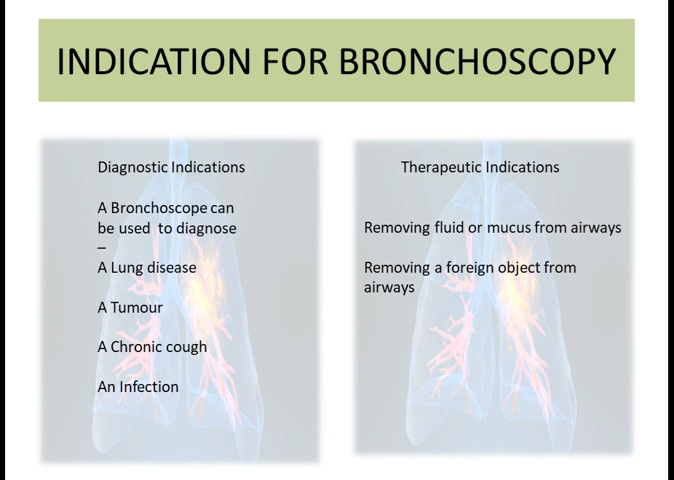 INDICATION FOR BRONCHOSCOPY
Diagnostic Indications
A Bronchoscope can
be used  to diagnose
–
A Lung disease
A Tumour
A Chronic cough
An Infection
Therapeutic Indications
Removing fluid or mucus from airways
Removing a foreign object from
airways